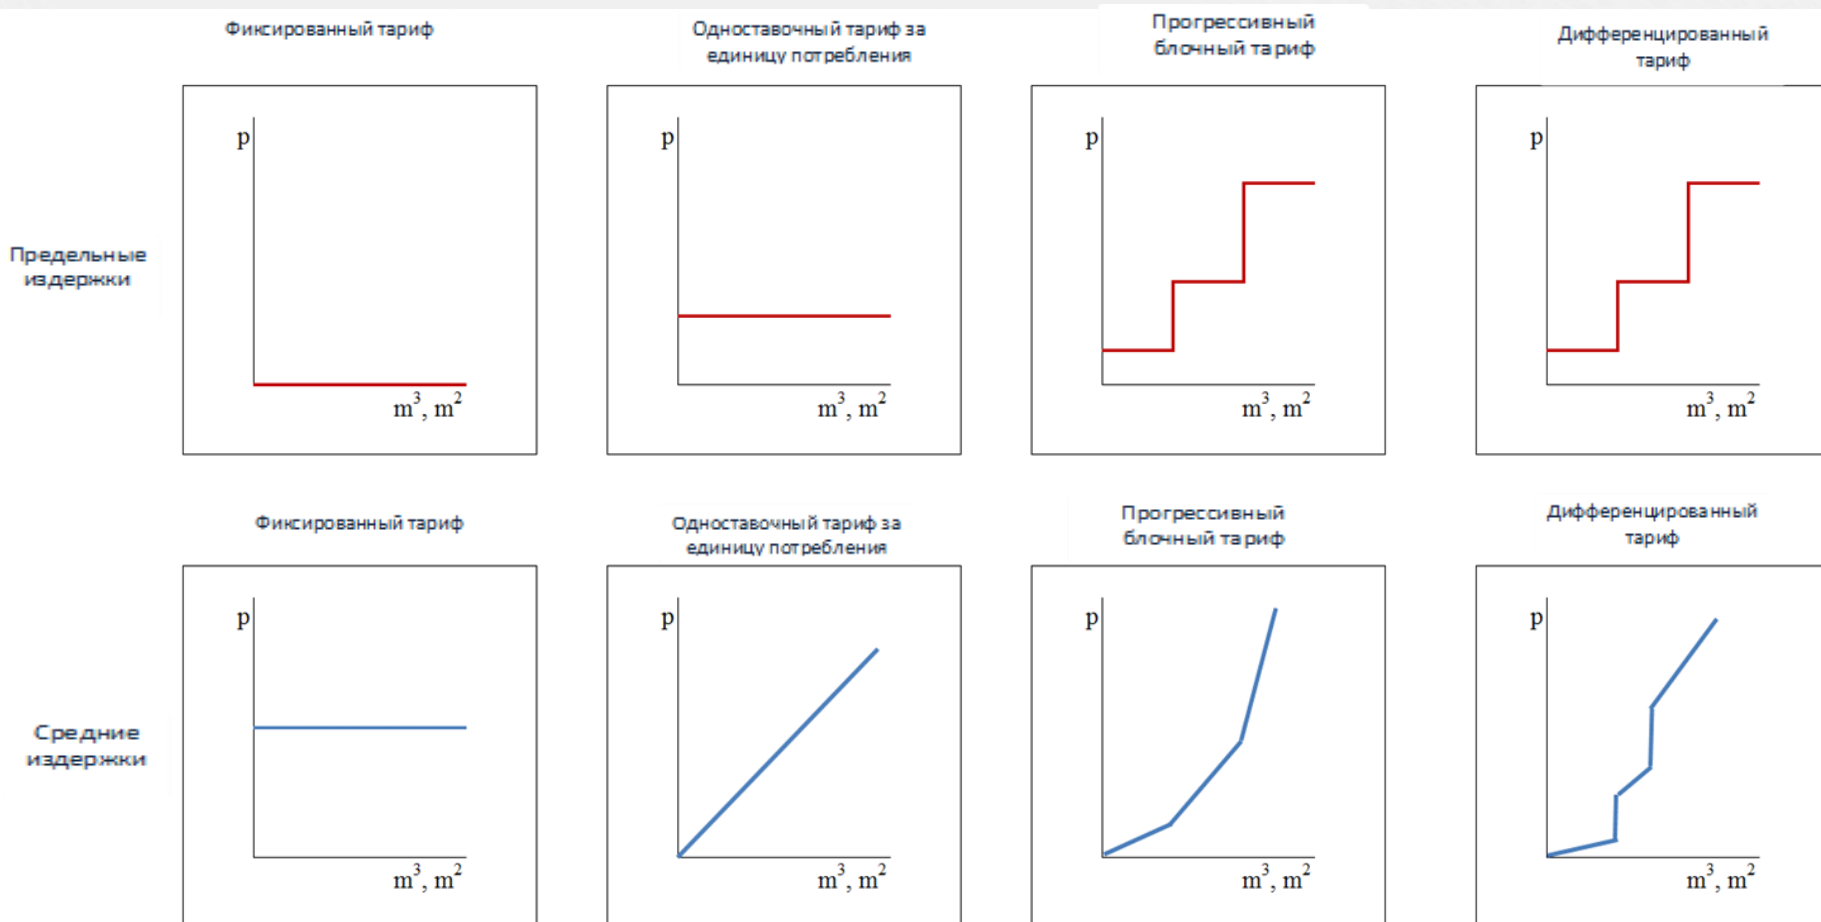 Фиксированный тариф
Одноставочный тариф за
единицу потребления
Прогрессивный
блочный тариф
Дифференцированный
тариф
Предельные
издержки
p
m³, m²
p
m³, m²
p
m³, m²
p
m³, m²
Фиксированный тариф
Одноставочный тариф за
единицу потребления
Прогрессивный
блочный тариф
Дифференцированный
тариф
Средние
издержки
p
m³, m²
p
m³, m²
p
m³, m²
p
m³, m²